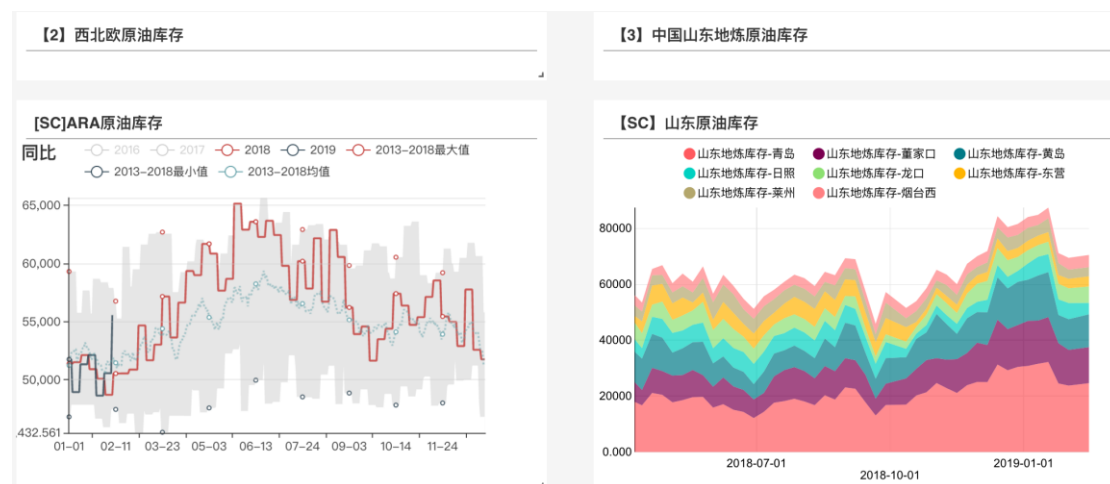 【2】西北欧原油库存
【3】中国山东地炼原油库存
[SC]ARA原油库存
同比
2016 2017 2018 2019 2013-2018最大值
2013-2018最小值 2013-2018均值
65,000
60,000
55,000
50,000
,432.561
01-01 02-11 03-23 05-03 06-13 07-24 09-03 10-14 11-24
【SC】山东原油库存
山东地炼库存-青岛 山东地炼库存-董家口 山东地炼库存-黄岛
山东地炼库存-日照 山东地炼库存-龙口 山东地炼库存-东营
山东地炼库存-莱州 山东地炼库存-烟台西
80000
60000
40000
20000
0.000
2018-07-01 2019-01-01
2018-10-01